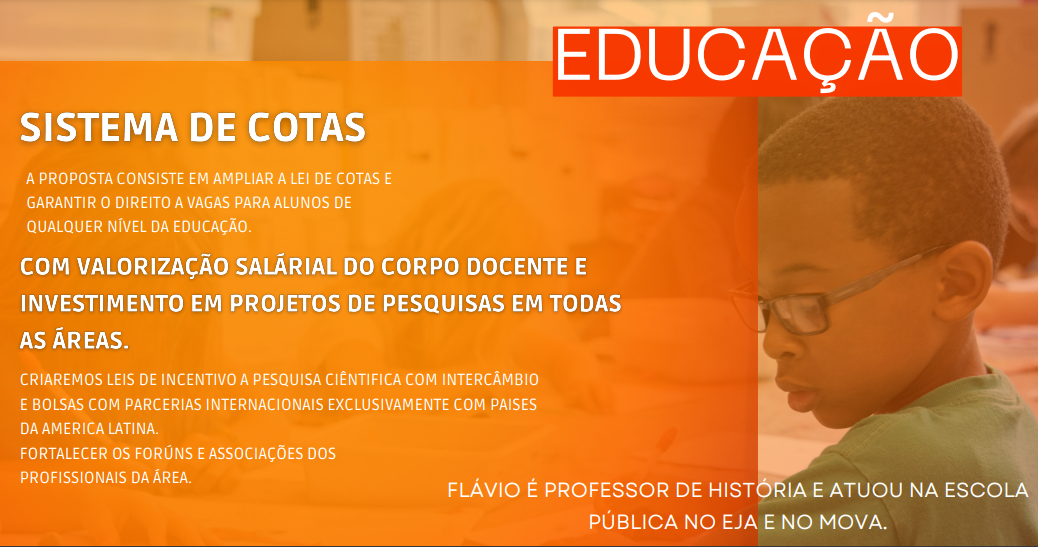 EDUCAÇÃO
SISTEMA DE COTAS
A PROPOSTA CONSISTE EM AMPLIAR A LEI DE COTAS E
GARANTIR O DIREITO A VAGAS PARA ALUNOS DE
QUALQUER NÍVEL DA EDUCAÇÃO.
COM VALORIZAÇÃO SALÁRIAL DO CORPO DOCENTE E
INVESTIMENTO EM PROJETOS DE PESQUISAS EM TODAS
AS ÁREAS.
CRIAREMOS LEIS DE INCENTIVO A PESQUISA CIÊNTIFICA COM INTERCÂMBIO
E BOLSAS COM PARCERIAS INTERNACIONAIS EXCLUSIVAMENTE COM PAISES
DA AMERICA LATINA.
FORTALECER OS FORÚNS E ASSOCIAÇÕES DOS
PROFISSIONAIS DA ÁREA.
FLÁVIO É PROFESSOR DE HISTÓRIA E ATUOU NA ESCOLA
PÚBLICA NO EJA E NO MOVA.